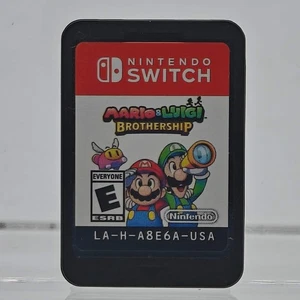 NINTENDO
SWITCH
MARIO & LUIGI
BROTHERSHIP
EVERYONE
E
ESRB
Nintendo
LA-H-A8E6A-USA